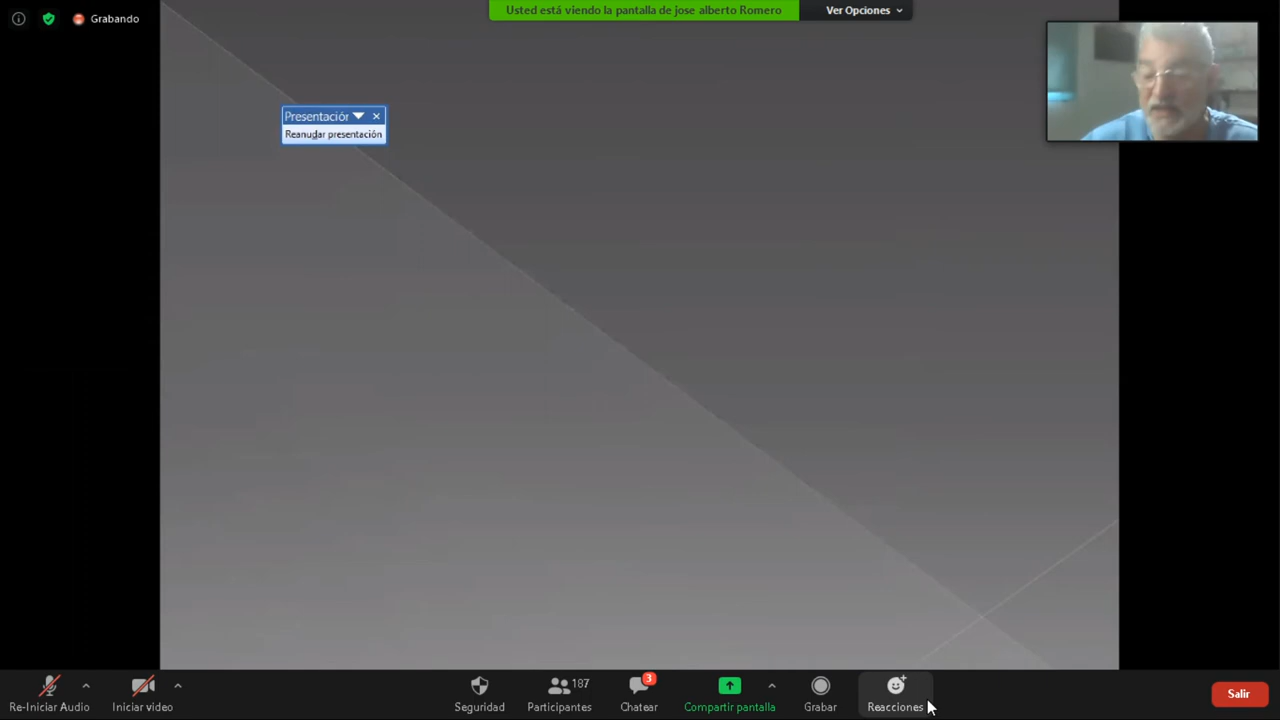 Grabando
Usted está viendo la pantalla de jose alberto Romero
Ver Opciones
Presentación
Reanudar presentación
Re-Iniciar Audio
Iniciar video
Seguridad
187
Participantes
3
Chatear
Compartir pantalla
Grabar
Reacciones
Salir